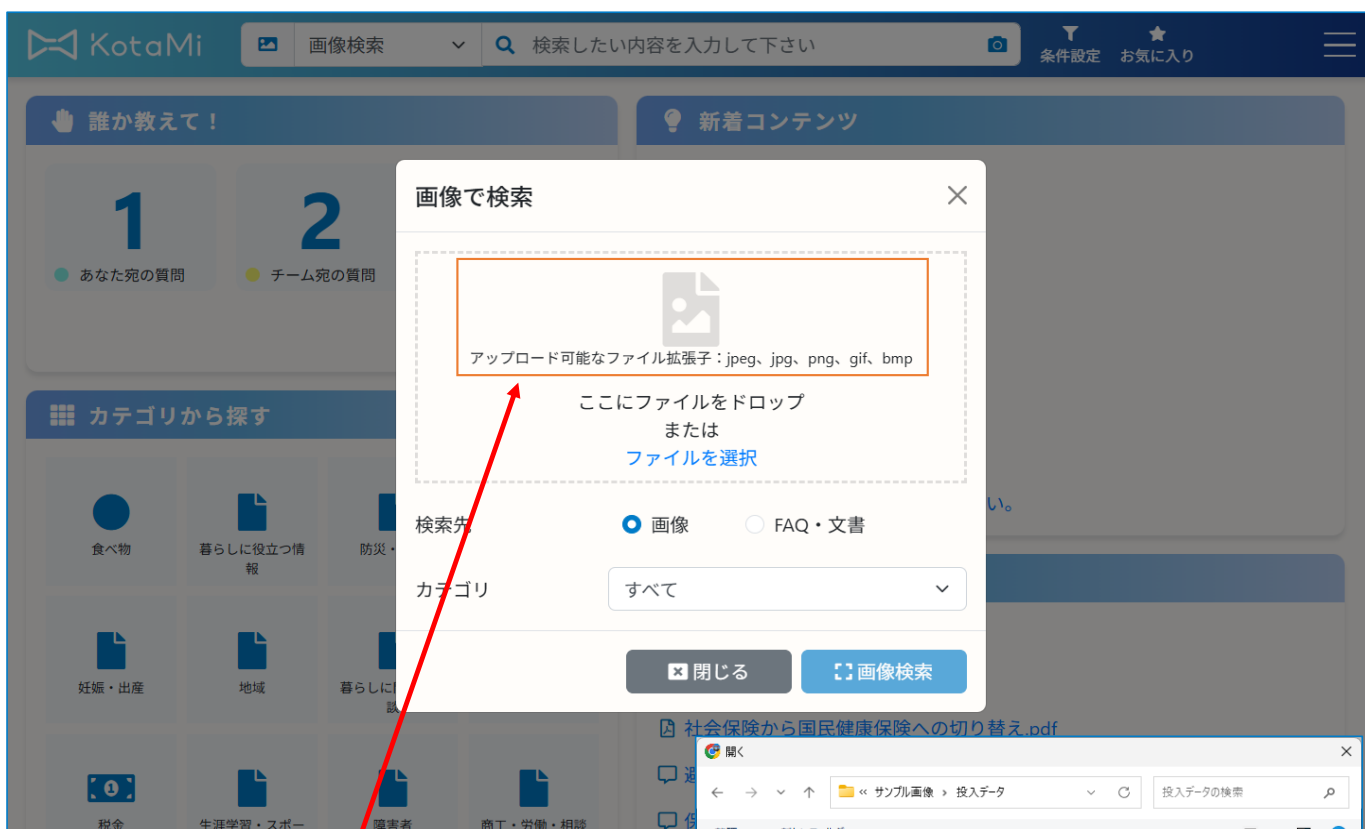 KotaMi
画像検索
検索したい内容を入力して下さい
条件設定
お気に入り
誰か教えて！
新着コンテンツ
1
2
あなた宛の質問
チーム宛の質問
画像で検索
アップロード可能なファイル拡張子：jpeg、jpg、png、gif、bmp
ここにファイルをドロップ
または
ファイルを選択
検索先
画像
FAQ・文書
カテゴリ
すべて
閉じる
画像検索
カテゴリから探す
食べ物
暮らしに役立つ情
報
防災・
い。
妊娠・出産
地域
暮らしに
談
税金
生涯学習・スポー
障害者
商工・労働・相談
社会保険から国民健康保険への切り替え.pdf
開く
サンプル画像 › 投入データ
投入データの検索